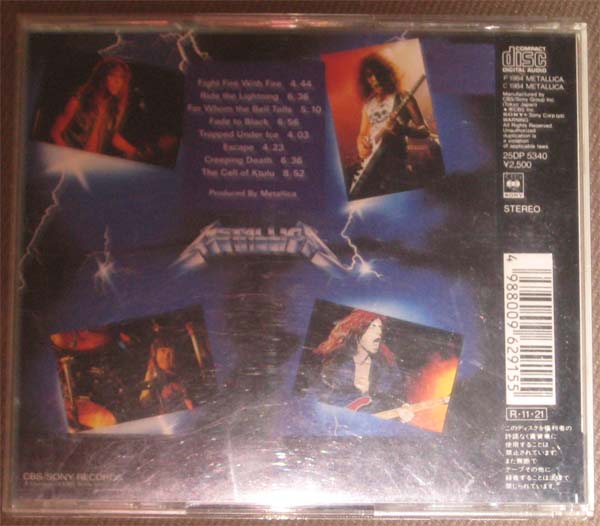 Fight Fire With Fire 4.44
Ride the Lightning 6.36
For Whom the Bell Tolls 5.10
Fade to Black 6.56
Trapped Under Ice 4.03
Escape 4.23
Creeping Death 6.36
The Call of Ktulu 8.52
Produced By Metallica
METALLICA
CBS/SONY RECORDS
COMPACT
disc
DIGITAL AUDIO
P 1984 METALLICA.
C 1984 METALLICA
Manufactured by
CBS/Sony Group Inc.
Tokyo Japan
WARNING
All Rights Reserved.
Unauthorized
duplication is a
violation
of applicable laws.
25DP 5340
¥2,500
SONY
STEREO
4 988009 629155
R-11-21
このディスクを権利者の
許諾なく賃貸業に
使用することを
禁止されています。
また無断で
テープその他に
録音することは法律で
禁じられています。